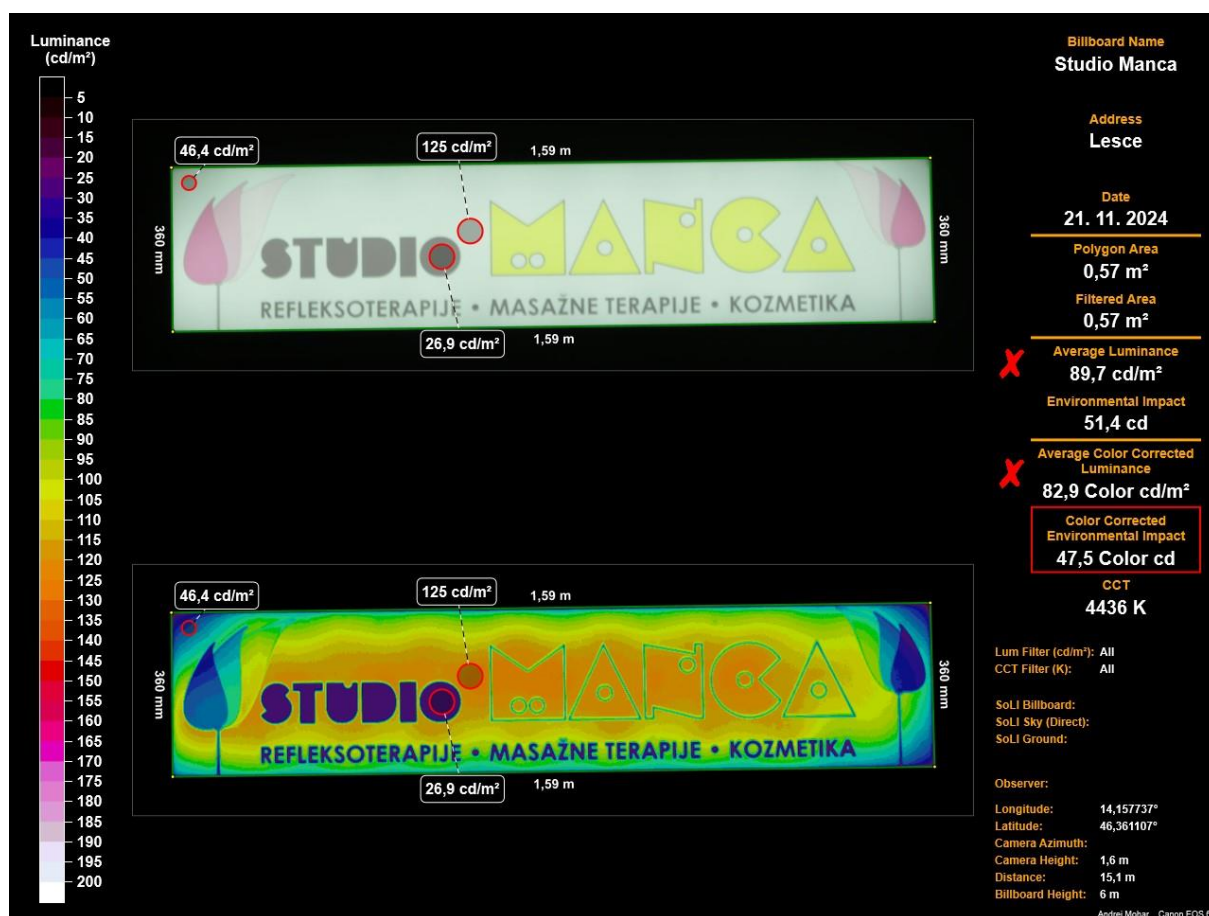 Luminance
(cd/m²)
5
10
15
20
25
30
35
40
45
50
55
60
65
70
75
80
85
90
95
100
105
110
115
120
125
130
135
140
145
150
155
160
165
170
175
180
185
190
195
200
46,4 cd/m²
125 cd/m²
1,59 m
360 mm
360 mm
STUDIO MANCA
REFLEKSOTERAPIJE • MASAŽNE TERAPIJE • KOZMETIKA
26,9 cd/m²
1,59 m
46,4 cd/m²
125 cd/m²
1,59 m
360 mm
360 mm
STUDIO MANCA
REFLEKSOTERAPIJE • MASAŽNE TERAPIJE • KOZMETIKA
26,9 cd/m²
1,59 m
Billboard Name
Studio Manca
Address
Lesce
Date
21. 11. 2024
Polygon Area
0,57 m²
Filtered Area
0,57 m²
Average Luminance
89,7 cd/m²
Environmental Impact
51,4 cd
Average Color Corrected
Luminance
82,9 Color cd/m²
Color Corrected
Environmental Impact
47,5 Color cd
CCT
4436 K
Lum Filter (cd/m²): All
CCT Filter (K): All
SoLI Billboard:
SoLI Sky (Direct):
SoLI Ground:
Observer:
Longitude: 14,157737°
Latitude: 46,361107°
Camera Azimuth:
Camera Height: 1,6 m
Distance: 15,1 m
Billboard Height: 6 m
Andrej Mohar Canon EOS